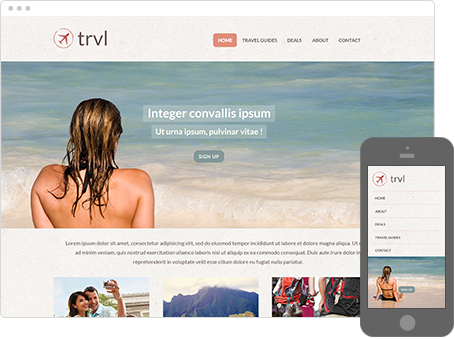 trvl
HOME TRAVEL GUIDES DEALS ABOUT CONTACT
Integer convallis ipsum
Ut urna ipsum, pulvinar vitae !
SIGN UP
Lorem ipsum dolor sit amet, consectetur adipisicing elit, sed do eiusmod tempor incididunt ut labore et dolore magna aliqua. Ut
ad minim veniam, quis nostrud exercitation ullamco laboris nisi ut aliquip ex ea commodo consequat. Duis aute irure dolor in
reprehenderit in voluptate velit esse cillum dolore eu fugiat nulla pariatur.
trvl
HOME
ABOUT
DEALS
TRAVEL GUIDES
CONTACT
SIGN UP